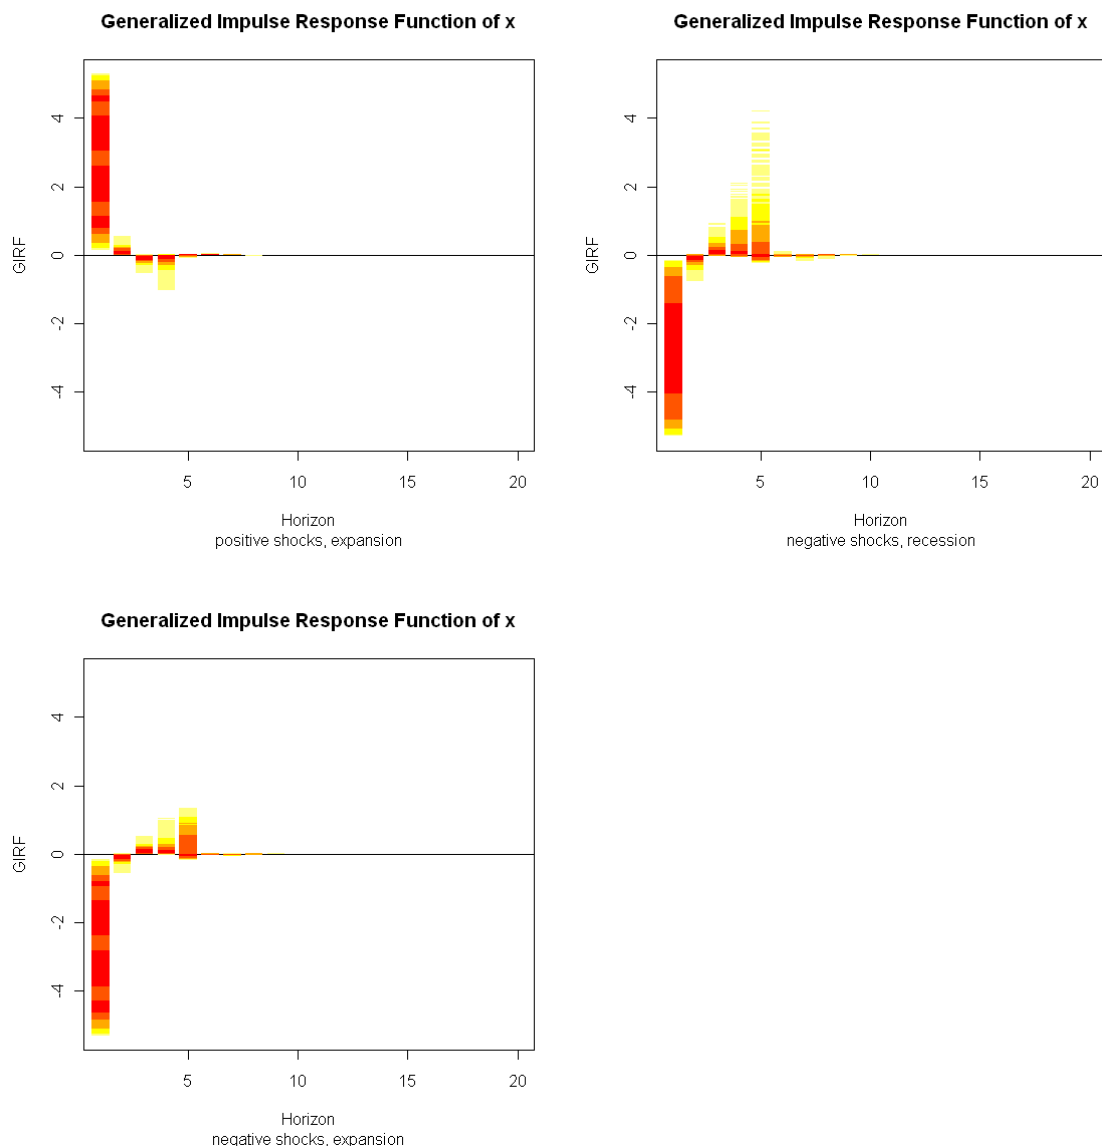 Generalized Impulse Response Function of x
GIRF
4
2
0
-2
-4
5
10
15
20
Horizon
positive shocks, expansion
Generalized Impulse Response Function of x
GIRF
4
2
0
-2
-4
5
10
15
20
Horizon
negative shocks, recession
Generalized Impulse Response Function of x
GIRF
4
2
0
-2
-4
5
10
15
20
Horizon
negative shocks, expansion